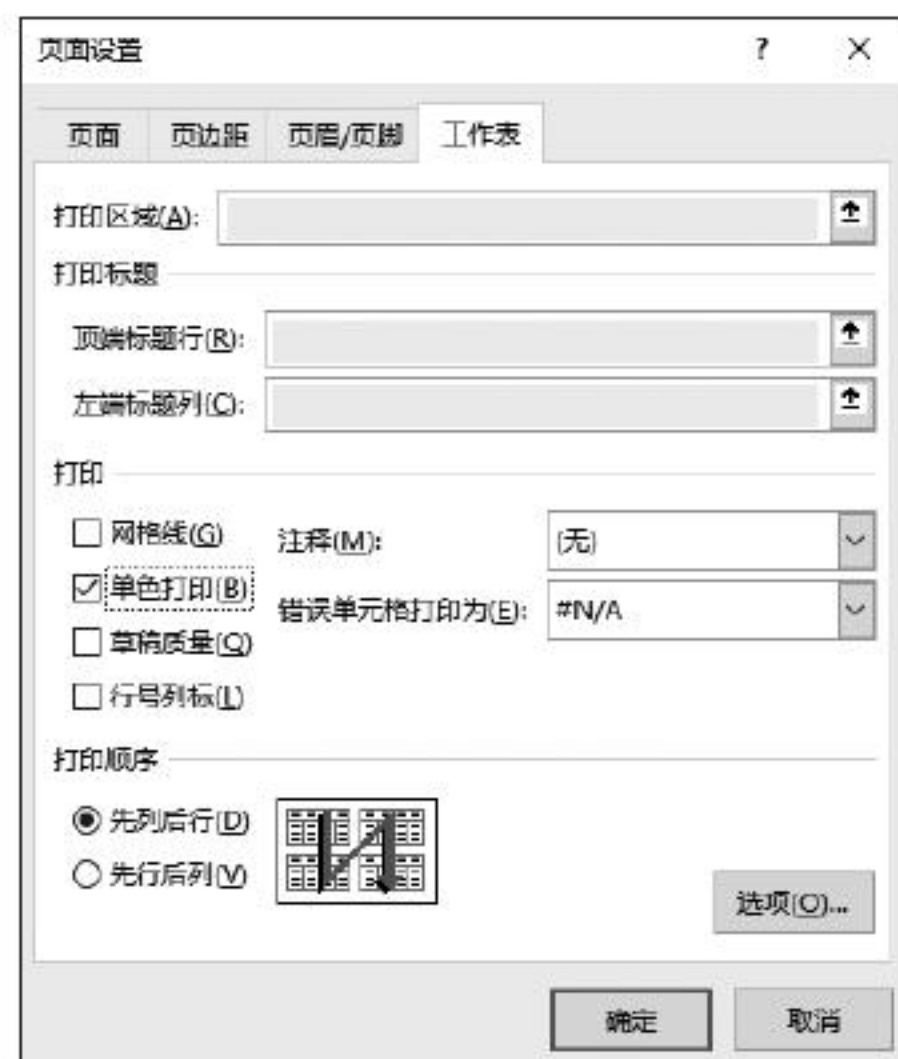 页面设置 ? ×
页面 页边距 页眉/页脚 工作表
打印区域(A):
打印标题
顶端标题行(R):
左端标题列(C):
打印
网格线(G) 注释(M): (无)
单色打印(B) 错误单元格打印为(E): #N/A
草稿质量(Q)
行号列标(L)
打印顺序
先列后行(D)
先行后列(V)
选项(O)...
确定 取消